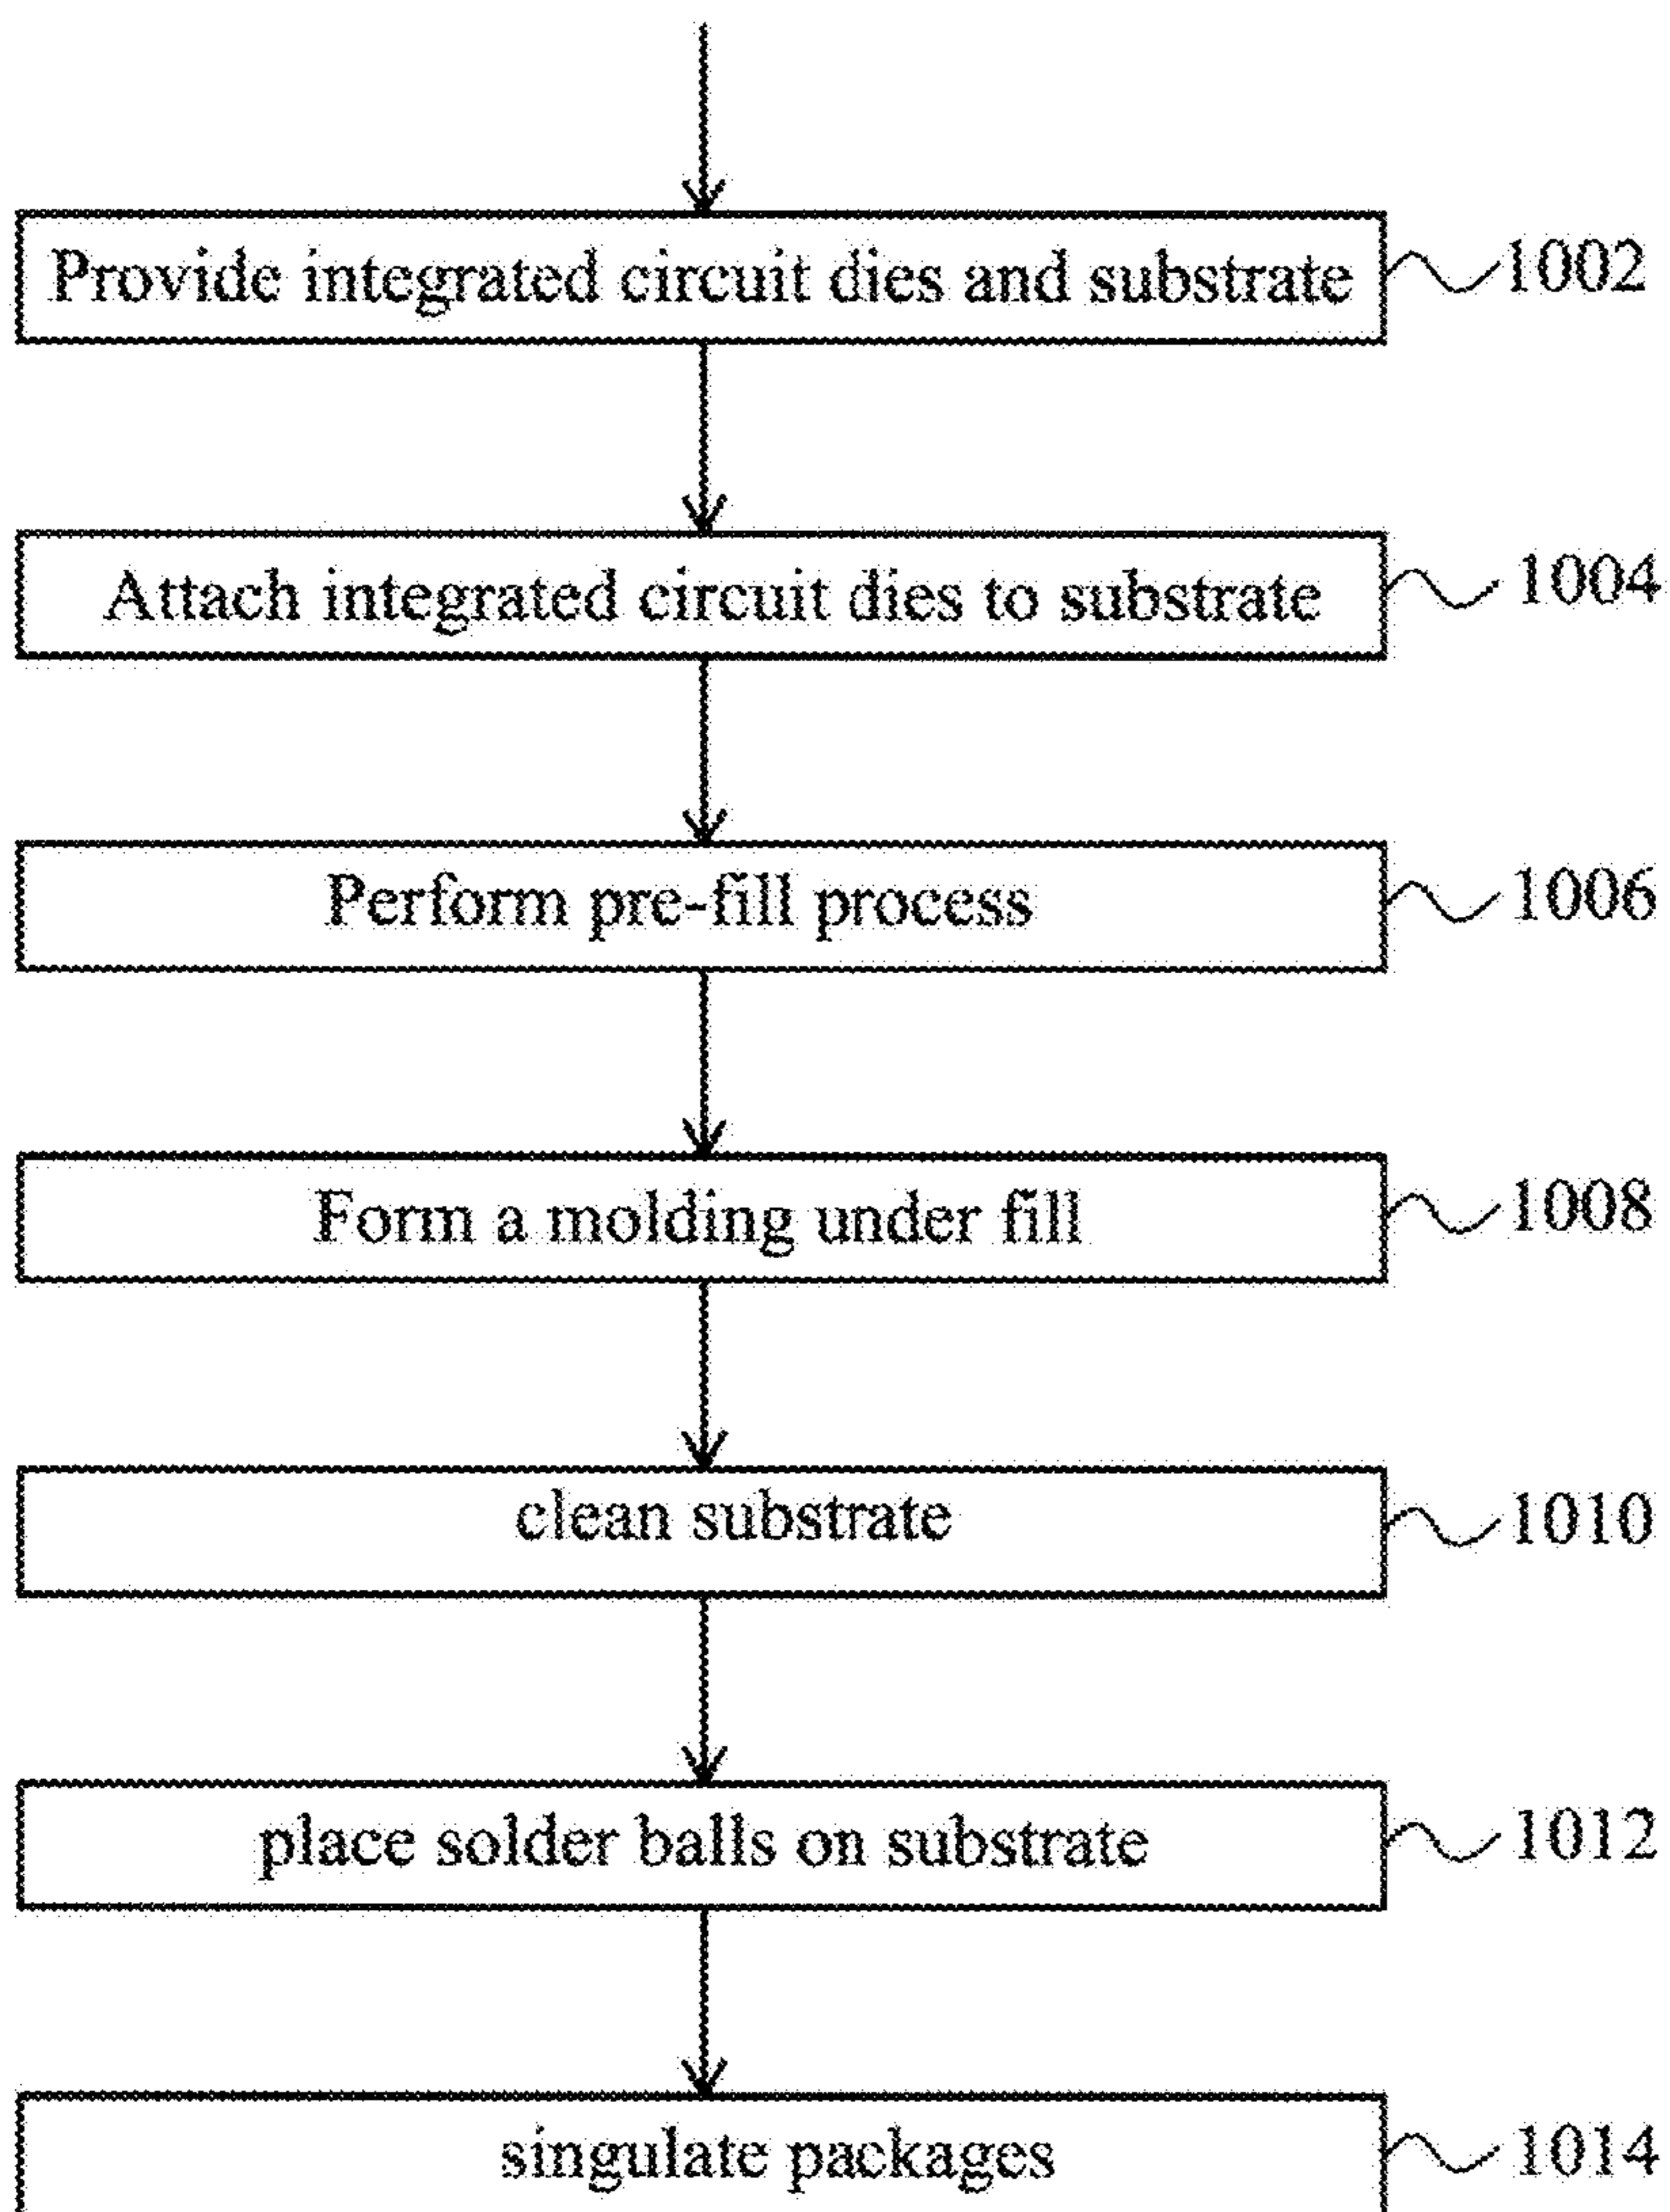 Provide integrated circuit dies and substrate 1002
Attach integrated circuit dies to substrate 1004
Perform pre-fill process 1006
Form a molding under fill 1008
clean substrate 1010
place solder balls on substrate 1012
singulate packages 1014